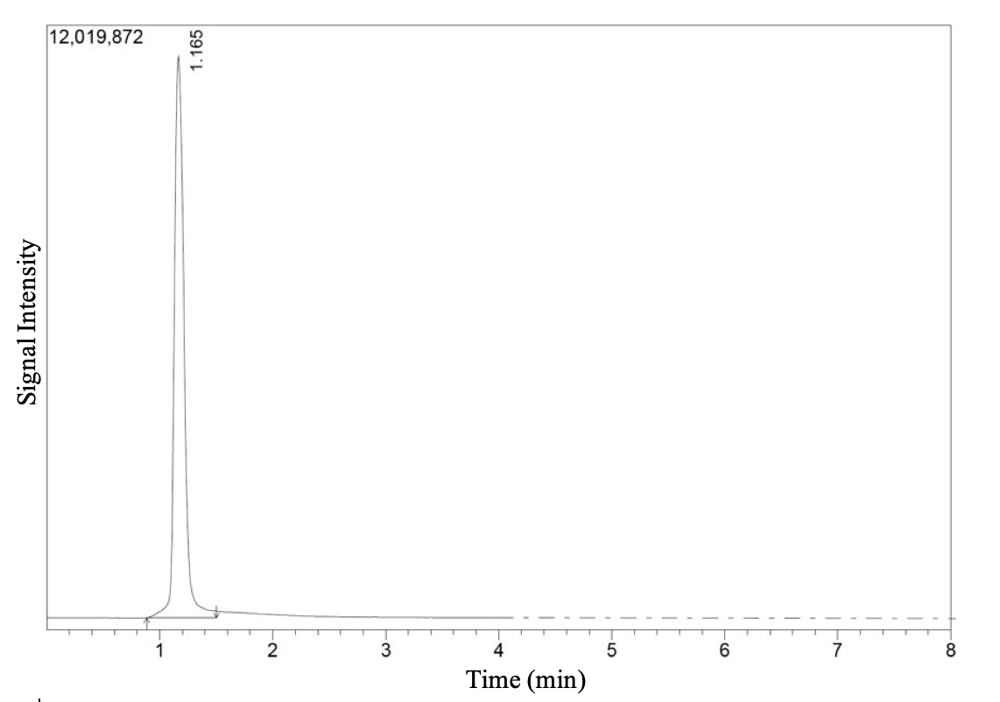 12,019,872
1.165
Signal Intensity
1 2 3 4 5 6 7 8
Time (min)